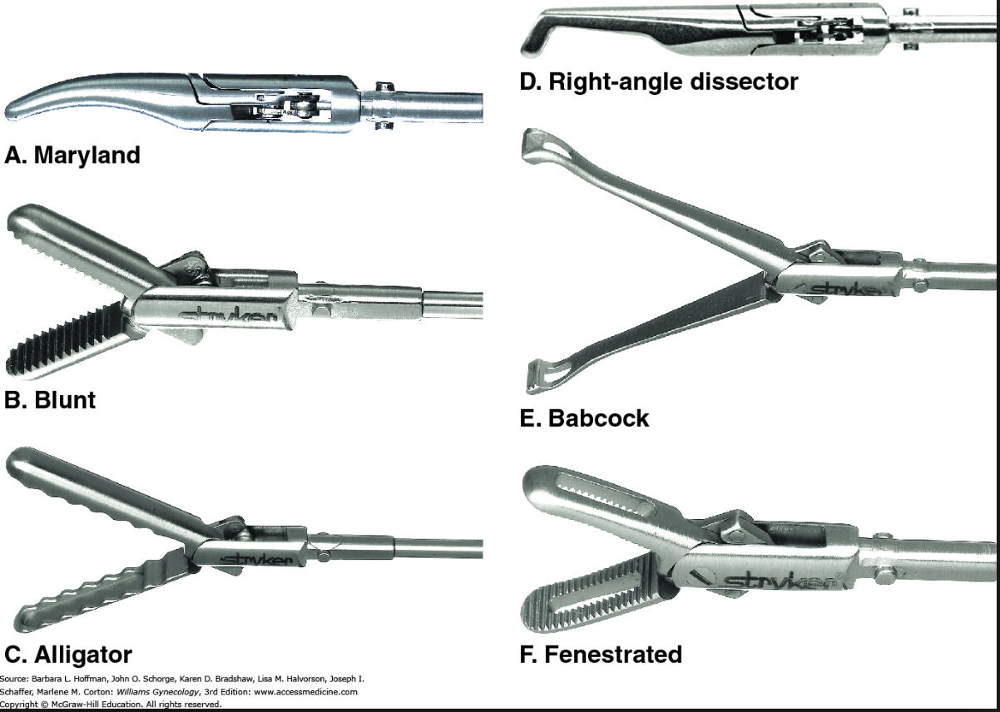 A. Maryland
stryker
B. Blunt
stryker
C. Alligator
D. Right-angle dissector
stryker
E. Babcock
stryker
F. Fenestrated
Source: Barbara L. Hoffman, John O. Schorge, Karen D. Bradshaw, Lisa M. Halvorson, Joseph I.
Schaffer, Marlene M. Corton: Williams Gynecology, 3rd Edition: www.accessmedicine.com
Copyright © McGraw-Hill Education. All rights reserved.